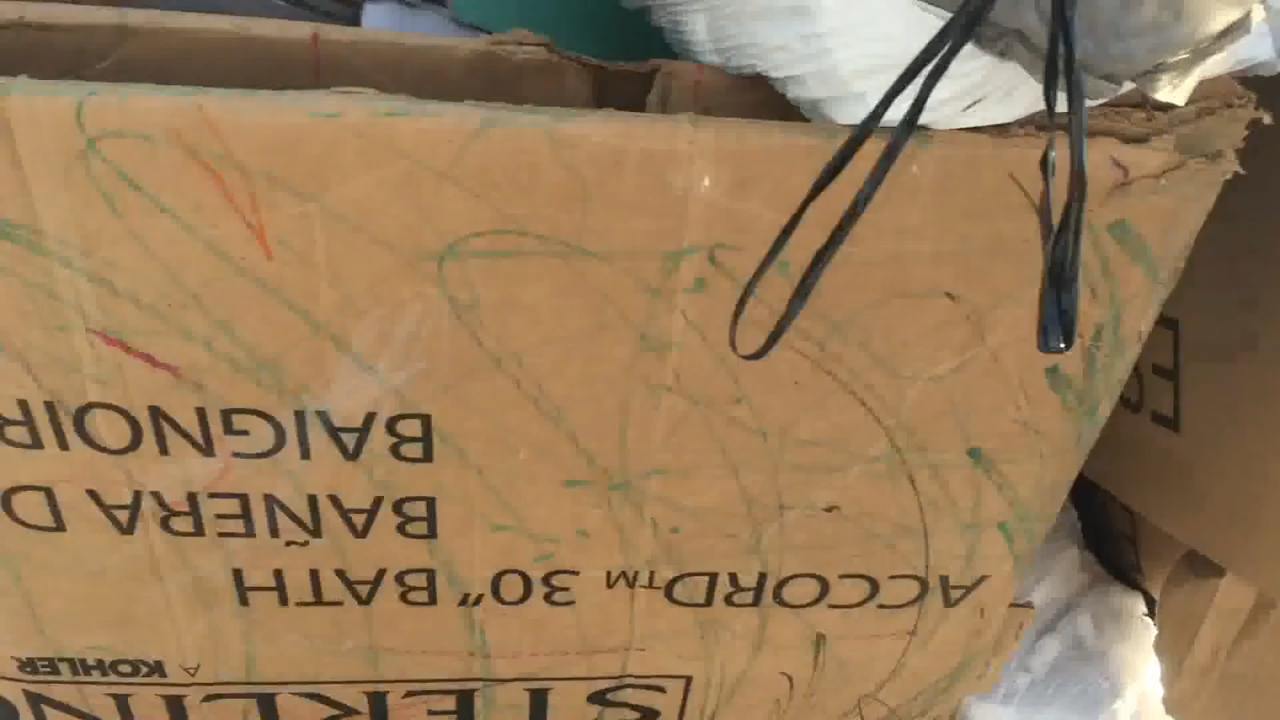 STERLING
A KOHLER
ACCORD™ 30” BATH
BAÑERA D
BAIGNOIR